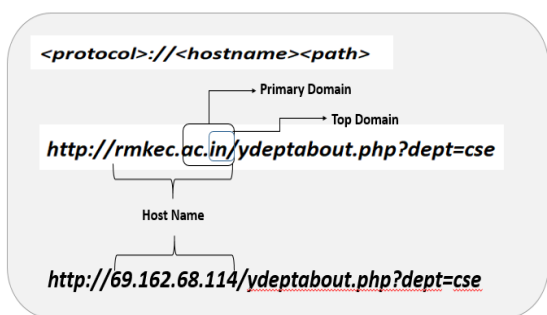 <protocol>://<hostname><path>
Primary Domain
Top Domain
http://rmkec.ac.in/ydeptabout.php?dept=cse
Host Name
http://69.162.68.114/ydeptabout.php?dept=cse